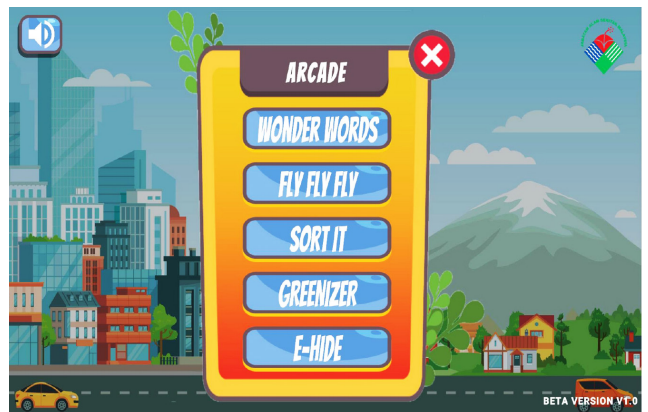 ARCADE
WONDER WORDS
FLY FLY FLY
SORT IT
GREENIZER
E-HIDE
BETA VERSION V1.0